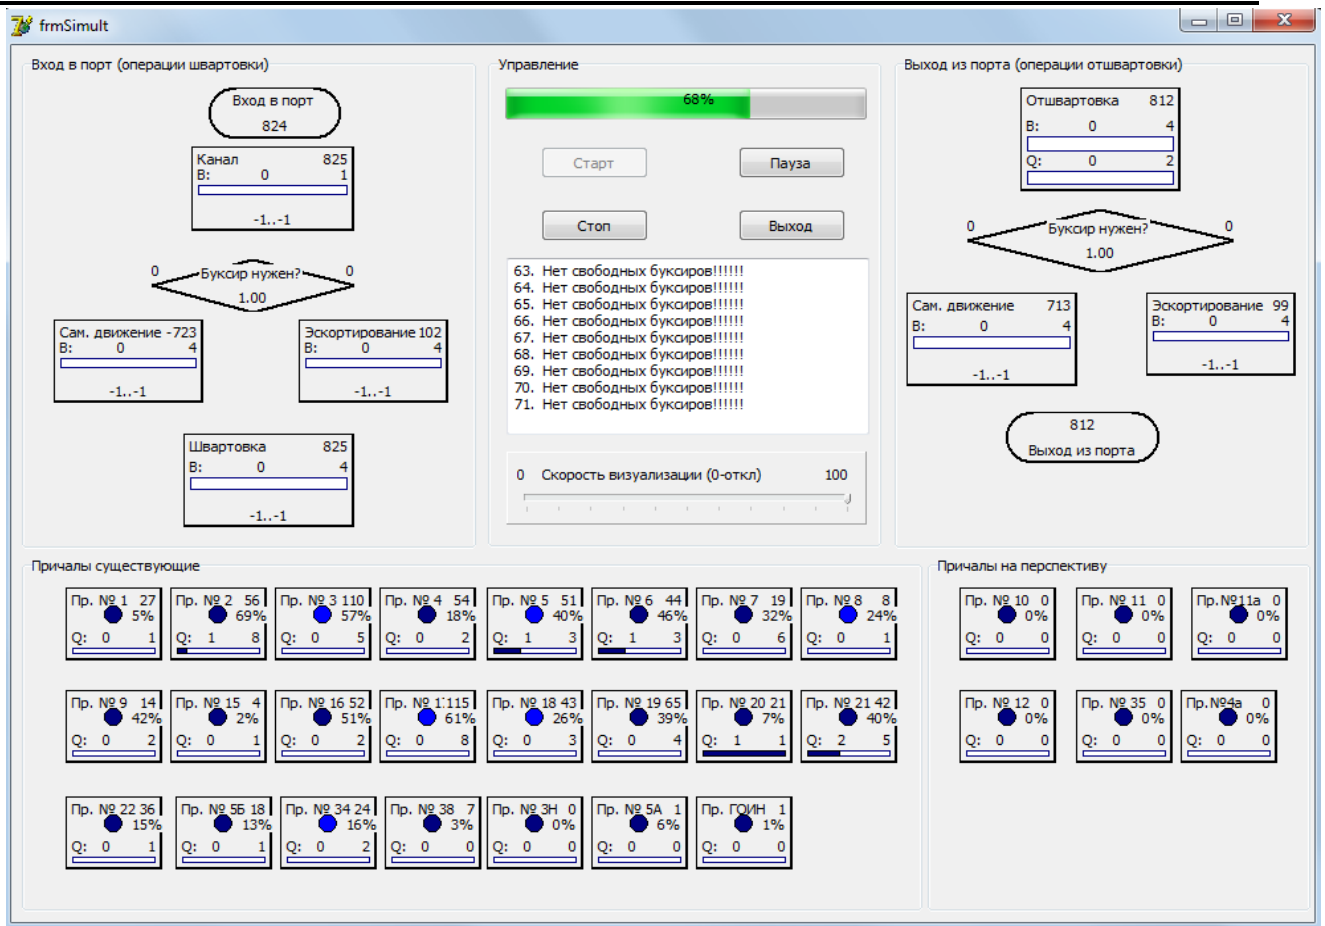 frmSimult
Вход в порт (операции швартовки)
Вход в порт
824
Канал 825
В: 0 1
-1..-1
0 Буксир нужен? 0
1.00
Сам. движение -723
В: 0 4
-1..-1
Эскортирование 102
В: 0 4
-1..-1
Швартовка 825
В: 0 4
-1..-1
Управление
68%
Старт Пауза
Стоп Выход
63. Нет свободных буксиров!!!!!!
64. Нет свободных буксиров!!!!!!
65. Нет свободных буксиров!!!!!!
66. Нет свободных буксиров!!!!!!
67. Нет свободных буксиров!!!!!!
68. Нет свободных буксиров!!!!!!
69. Нет свободных буксиров!!!!!!
70. Нет свободных буксиров!!!!!!
71. Нет свободных буксиров!!!!!!
0 Скорость визуализации (0-откл) 100
Выход из порта (операции отшвартовки)
Отшвартовка 812
В: 0 4
Q: 0 2
0 Буксир нужен? 0
1.00
Сам. движение 713
В: 0 4
-1..-1
Эскортирование 99
В: 0 4
-1..-1
812
Выход из порта
Причалы существующие
Пр. № 1 27
5%
Q: 0 1
Пр. № 2 56
69%
Q: 1 8
Пр. № 3 110
57%
Q: 0 5
Пр. № 4 54
18%
Q: 0 2
Пр. № 5 51
40%
Q: 1 3
Пр. № 6 44
46%
Q: 1 3
Пр. № 7 19
32%
Q: 0 6
Пр. № 8 8
24%
Q: 0 1
Пр. № 9 14
42%
Q: 0 2
Пр. № 15 4
2%
Q: 0 1
Пр. № 16 52
51%
Q: 0 2
Пр. № 1 115
61%
Q: 0 8
Пр. № 18 43
26%
Q: 0 3
Пр. № 19 65
39%
Q: 0 4
Пр. № 20 21
7%
Q: 1 1
Пр. № 21 42
40%
Q: 2 5
Пр. № 22 36
15%
Q: 0 1
Пр. № 5Б 18
13%
Q: 0 1
Пр. № 34 24
16%
Q: 0 2
Пр. № 38 7
3%
Q: 0 0
Пр. № 3Н 0
0%
Q: 0 0
Пр. № 5А 1
6%
Q: 0 0
Пр. ГОИН 1
1%
Q: 0 0
Причалы на перспективу
Пр. № 10 0
0%
Q: 0 0
Пр. № 11 0
0%
Q: 0 0
Пр.№11а 0
0%
Q: 0 0
Пр. № 12 0
0%
Q: 0 0
Пр. № 35 0
0%
Q: 0 0
Пр.№4а 0
0%
Q: 0 0